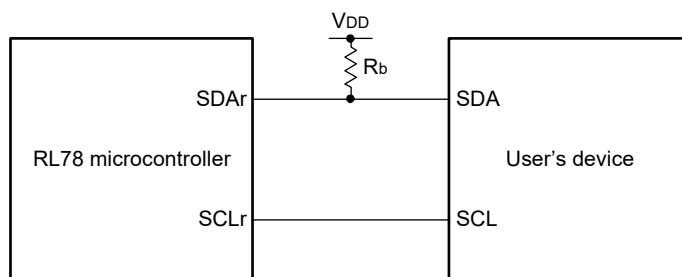 VDD
Rb
SDAr
SDA
RL78 microcontroller
User's device
SCLr
SCL